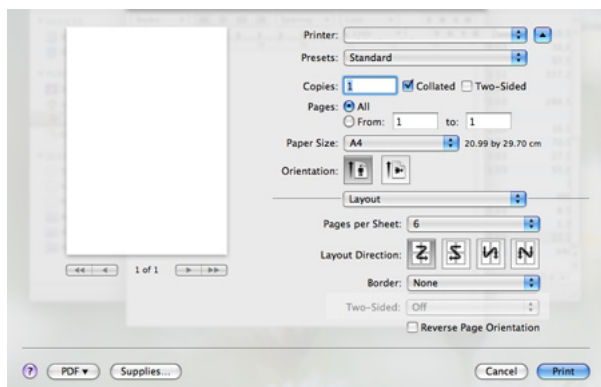 Printer:
Presets: Standard
Copies: 1 Collated Two-Sided
Pages: All
From: 1 to: 1
Paper Size: A4 20.99 by 29.70 cm
Orientation:
Layout
Pages per Sheet: 6
Layout Direction:
1 of 1
Border: None
Two-Sided: Off
Reverse Page Orientation
? PDF▾ Supplies... Cancel Print